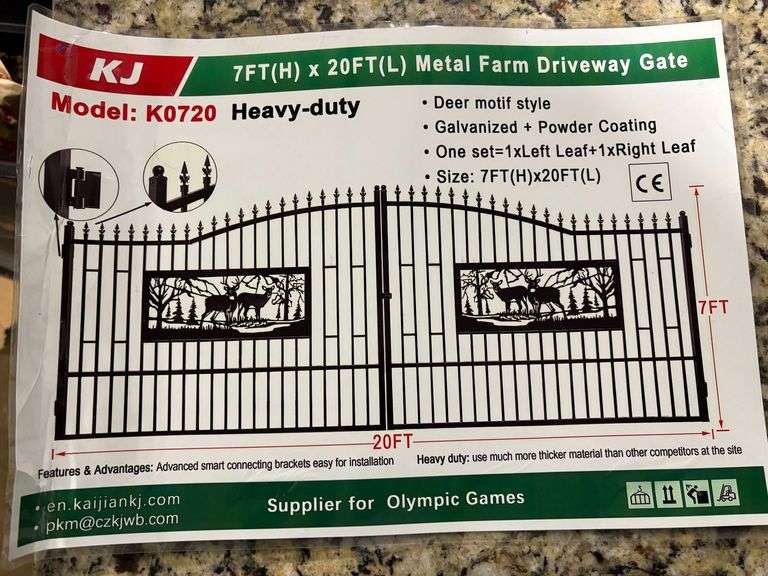 KJ
7FT(H) x 20FT(L) Metal Farm Driveway Gate
Model: K0720 Heavy-duty
• Deer motif style
• Galvanized + Powder Coating
• One set=1xLeft Leaf+1xRight Leaf
• Size: 7FT(H)x20FT(L)
CE
7FT
20FT
Features & Advantages: Advanced smart connecting brackets easy for installation
Heavy duty: use much more thicker material than other competitors at the site
• en.kaijiankj.com
• pkm@czkjwb.com
Supplier for Olympic Games